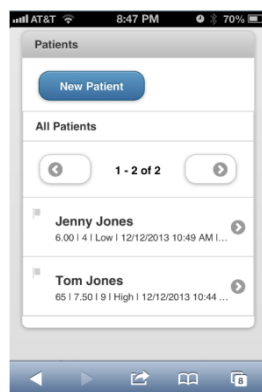 AT&T 8:47 PM 70%
Patients
New Patient
All Patients
1 - 2 of 2
Jenny Jones
6.00 | 4 | Low | 12/12/2013 10:49 AM |...
Tom Jones
65 | 7.50 | 9 | High | 12/12/2013 10:44 ...
8